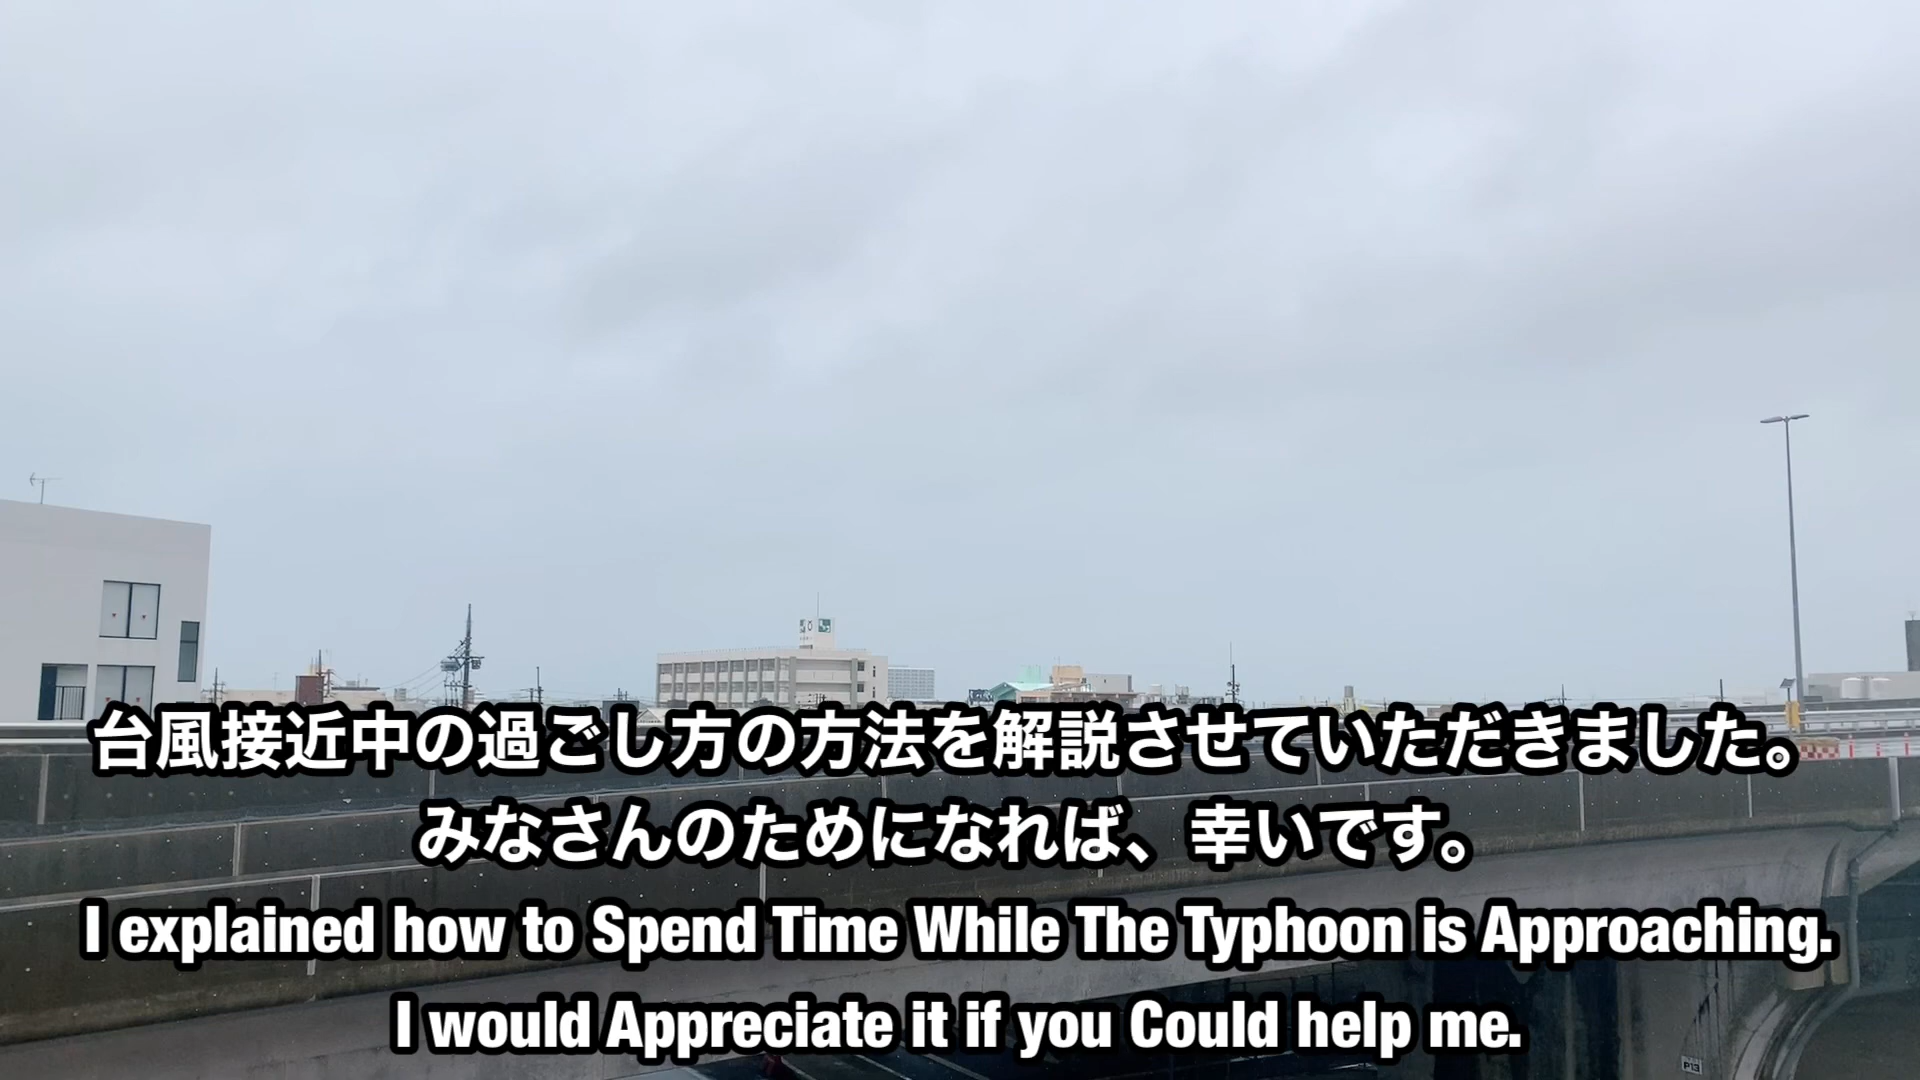 台風接近中の過ごし方の方法を解説させていただきました。
みなさんのためになれば、幸いです。
I explained how to Spend Time While The Typhoon is Approaching.
I would Appreciate it if you Could help me.
P13